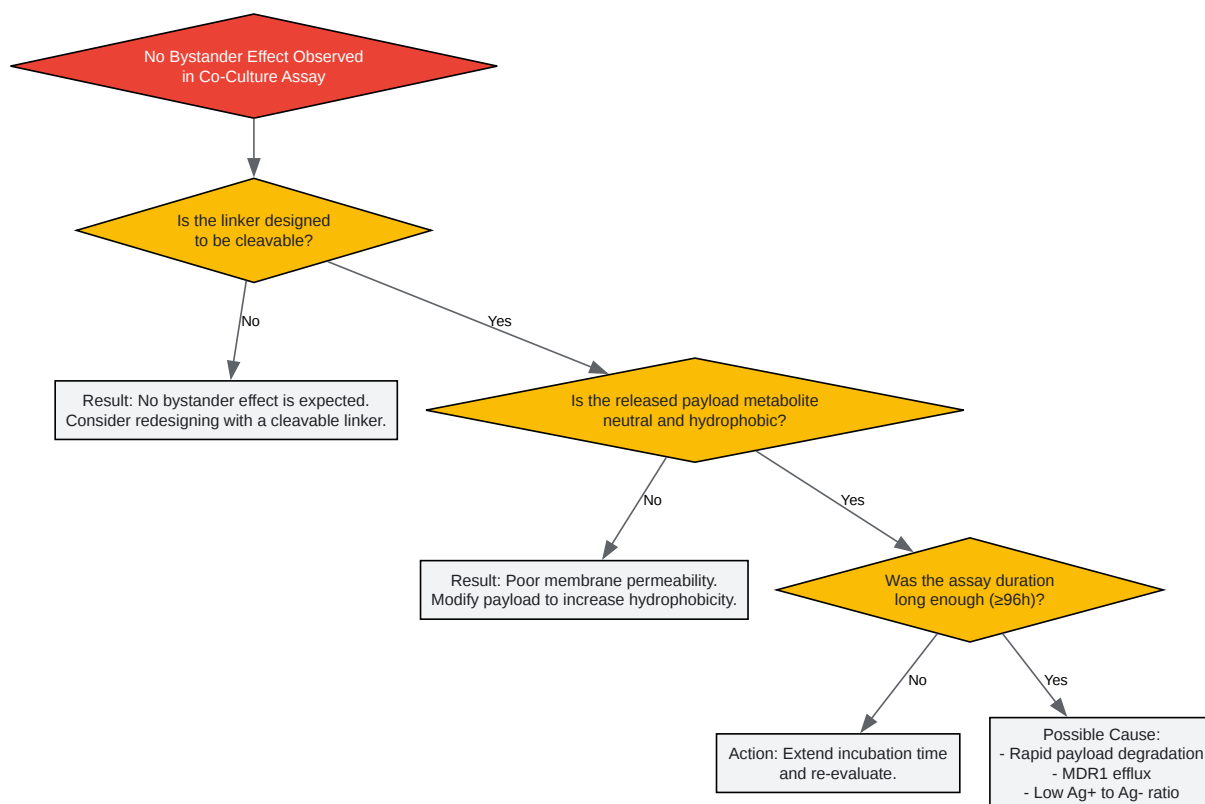 No Bystander Effect Observed
in Co-Culture Assay
Is the linker designed
to be cleavable?
No
Yes
Result: No bystander effect is expected.
Consider redesigning with a cleavable linker.
Is the released payload metabolite
neutral and hydrophobic?
No
Yes
Result: Poor membrane permeability.
Modify payload to increase hydrophobicity.
Was the assay duration
long enough (≥96h)?
No
Yes
Action: Extend incubation time
and re-evaluate.
Possible Cause:
- Rapid payload degradation
- MDR1 efflux
- Low Ag+ to Ag- ratio